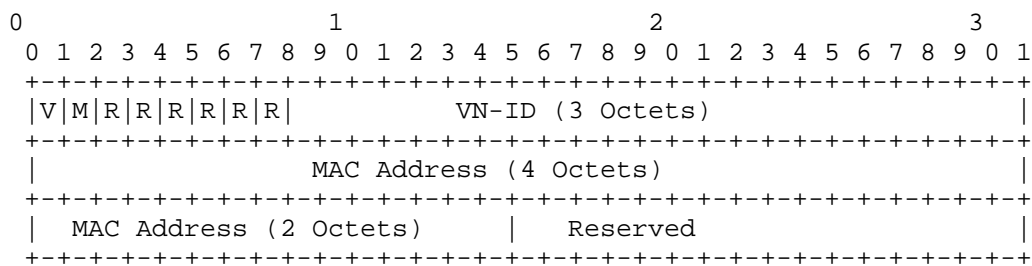 0                   1                   2                   3
 0 1 2 3 4 5 6 7 8 9 0 1 2 3 4 5 6 7 8 9 0 1 2 3 4 5 6 7 8 9 0 1
 +-+-+-+-+-+-+-+-+-+-+-+-+-+-+-+-+-+-+-+-+-+-+-+-+-+-+-+-+-+-+-+
 |V|M|R|R|R|R|R|R|          VN-ID (3 Octets)                   |
 +-+-+-+-+-+-+-+-+-+-+-+-+-+-+-+-+-+-+-+-+-+-+-+-+-+-+-+-+-+-+-+
 |                 MAC Address (4 Octets)                      |
 +-+-+-+-+-+-+-+-+-+-+-+-+-+-+-+-+-+-+-+-+-+-+-+-+-+-+-+-+-+-+-+
 |  MAC Address (2 Octets)     |   Reserved                    |
 +-+-+-+-+-+-+-+-+-+-+-+-+-+-+-+-+-+-+-+-+-+-+-+-+-+-+-+-+-+-+-+